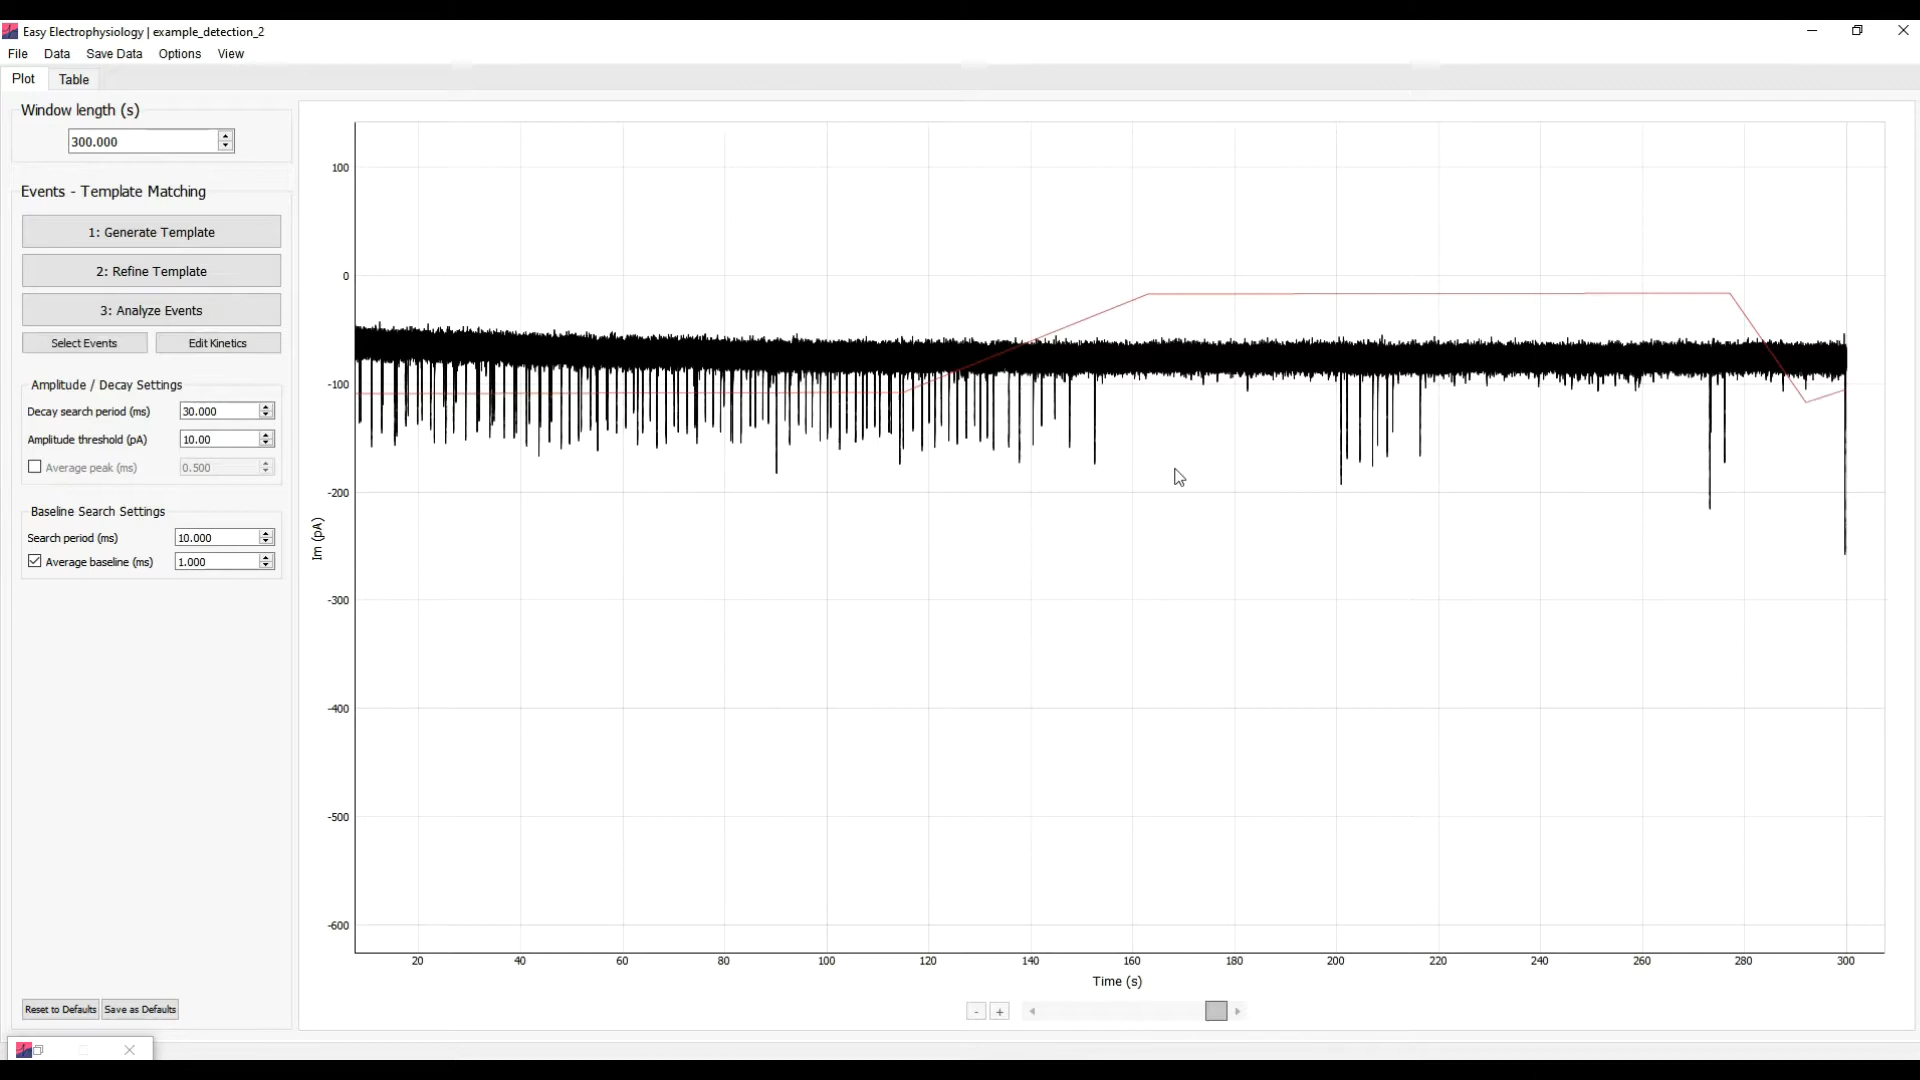 Easy Electrophysiology | example_detection_2
File Data Save Data Options View
Plot Table
Window length (s)
300.000
Events - Template Matching
1: Generate Template
2: Refine Template
3: Analyze Events
Select Events Edit Kinetics
Amplitude / Decay Settings
Decay search period (ms) 30.000
Amplitude threshold (pA) 10.00
Average peak (ms) 0.500
Baseline Search Settings
Search period (ms) 10.000
Average baseline (ms) 1.000
Reset to Defaults Save as Defaults
100
0
-100
-200
-300
-400
-500
-600
Im (pA)
20 40 60 80 100 120 140 160 180 200 220 240 260 280 300
Time (s)
- +